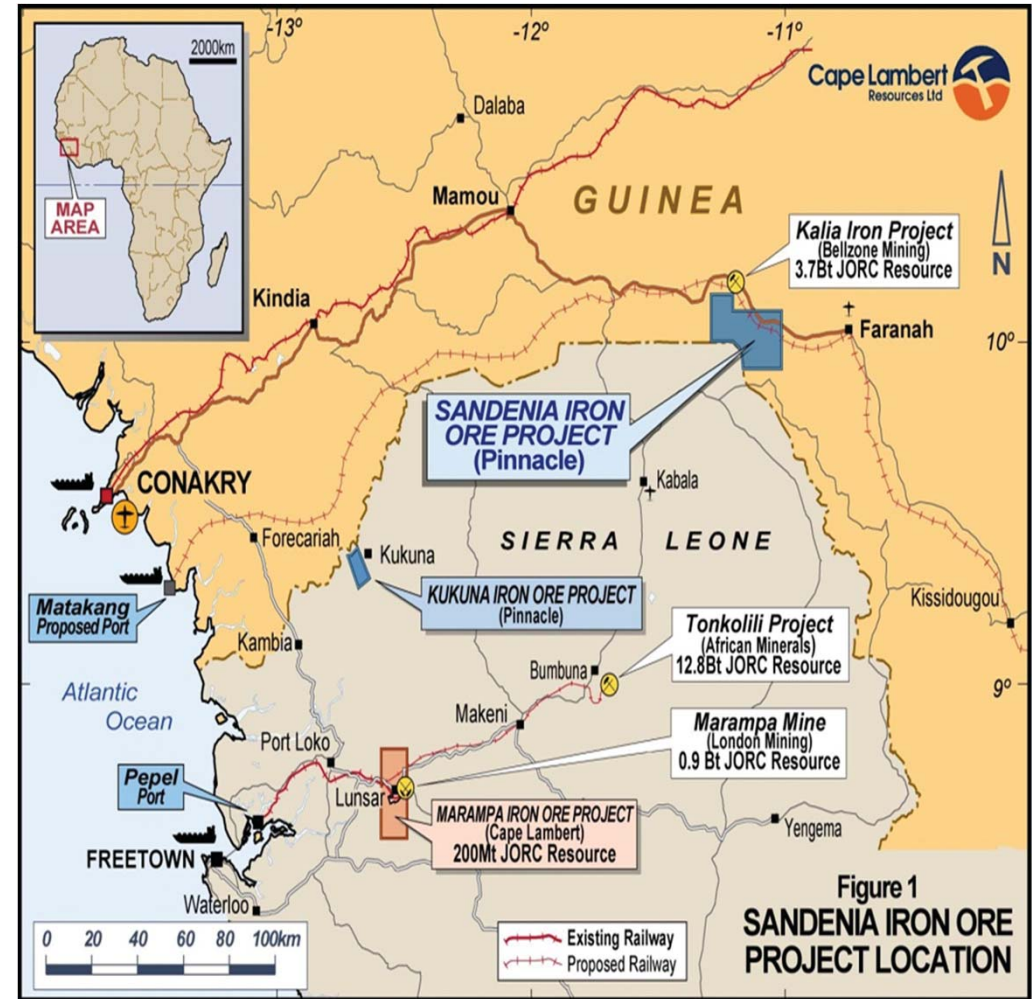 -13°
-12°
-11°
2000km
MAP
AREA
Cape Lambert
Resources Ltd
Dalaba
Mamou
GUINEA
Kalia Iron Project
(Bellzone Mining)
3.7Bt JORC Resource
N
Kindia
Faranah
10°
SANDENIA IRON
ORE PROJECT
(Pinnacle)
CONAKRY
Kabala
Forecariah
SIERRA LEONE
Kukuna
KUKUNA IRON ORE PROJECT
(Pinnacle)
Kissidougou
Matakang
Proposed Port
Tonkolili Project
(African Minerals)
12.8Bt JORC Resource
Kambia
Bumbuna
9°
Atlantic
Ocean
Makeni
Marampa Mine
(London Mining)
0.9 Bt JORC Resource
Port Loko
Pepel
Port
Lunsar
MARAMPA IRON ORE PROJECT
(Cape Lambert)
200Mt JORC Resource
Yengema
FREETOWN
Waterloo
0 20 40 60 80 100km
Existing Railway
Proposed Railway
Figure 1
SANDENIA IRON ORE
PROJECT LOCATION